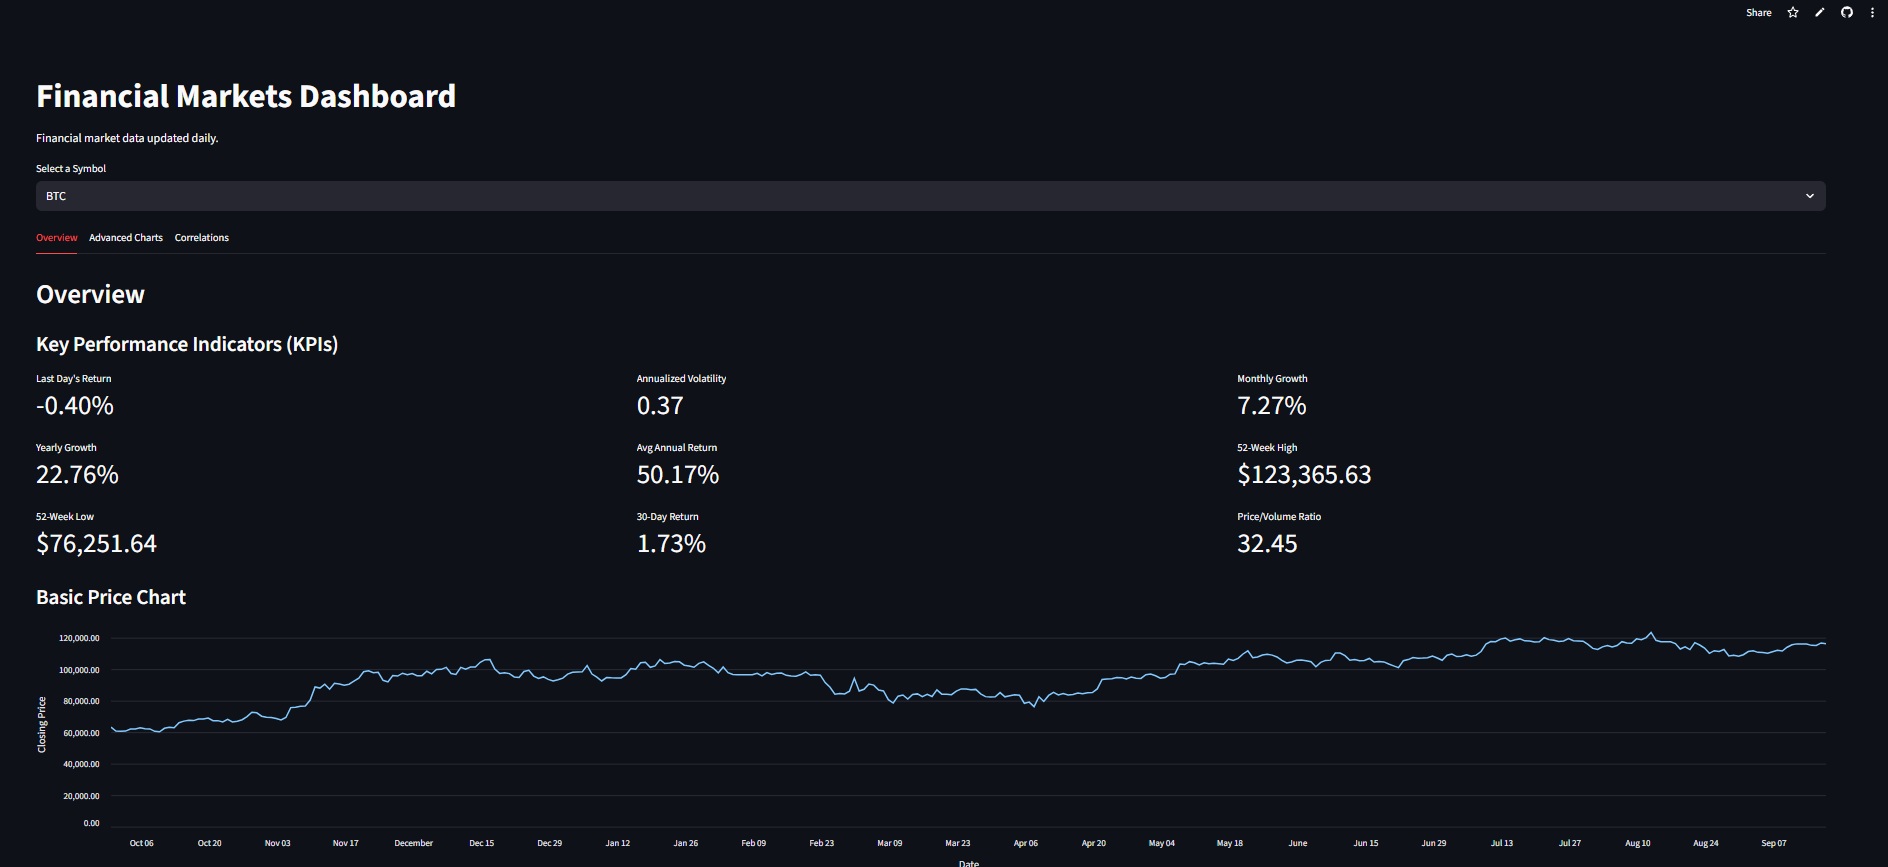 Share
Financial Markets Dashboard
Financial market data updated daily.
Select a Symbol
BTC
Overview Advanced Charts Correlations
Overview
Key Performance Indicators (KPIs)
Last Day's Return Annualized Volatility Monthly Growth
-0.40% 0.37 7.27%
Yearly Growth Avg Annual Return 52-Week High
22.76% 50.17% $123,365.63
52-Week Low 30-Day Return Price/Volume Ratio
$76,251.64 1.73% 32.45
Basic Price Chart
Closing Price
120,000.00
100,000.00
80,000.00
60,000.00
40,000.00
20,000.00
0.00
Oct 06 Oct 20 Nov 03 Nov 17 December Dec 15 Dec 29 Jan 12 Jan 26 Feb 09 Feb 23 Mar 09 Mar 23 Apr 06 Apr 20 May 04 May 18 June Jun 15 Jun 29 Jul 13 Jul 27 Aug 10 Aug 24 Sep 07
Date